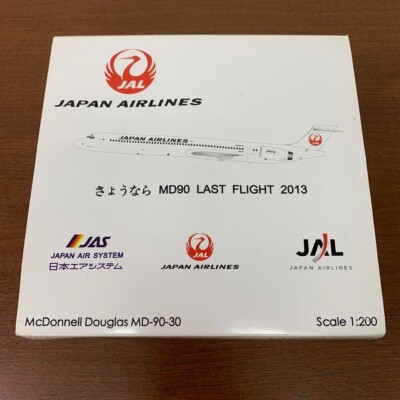 JAL
JAPAN AIRLINES
JAPAN AIRLINES
さょうなら MD90 LAST FLIGHT 2013
JAS
JAPAN AIR SYSTEM
日本エアシステム
JAL
JAPAN AIRLINES
JAL
JAPAN AIRLINES
McDonnell Douglas MD-90-30
Scale 1:200